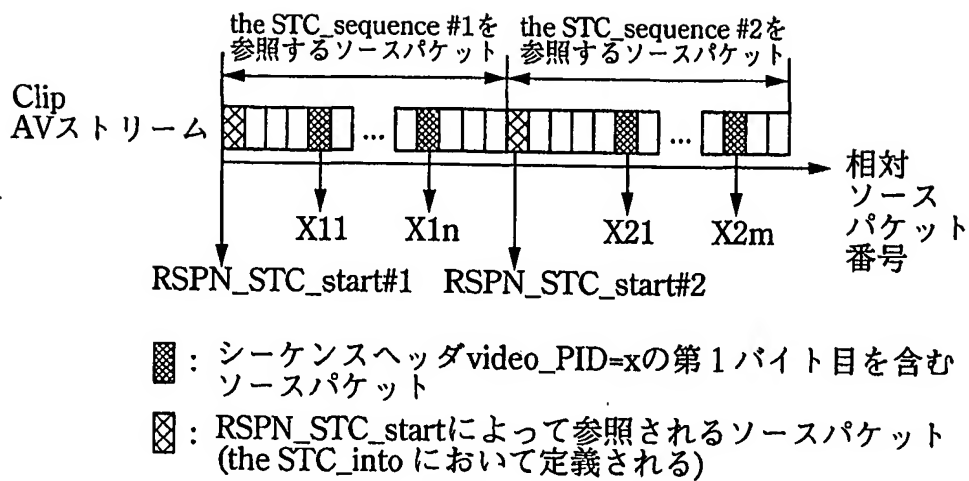 the STC_sequence #1を
参照するソースパケット
the STC_sequence #2を
参照するソースパケット
Clip
AVストリーム
...
...
相対
ソース
パケット
番号
X11
X1n
X21
X2m
RSPN_STC_start#1
RSPN_STC_start#2
: シーケンスヘッダvideo_PID=xの第1バイト目を含む
ソースパケット
: RSPN_STC_startによって参照されるソースパケット
(the STC_into において定義される)